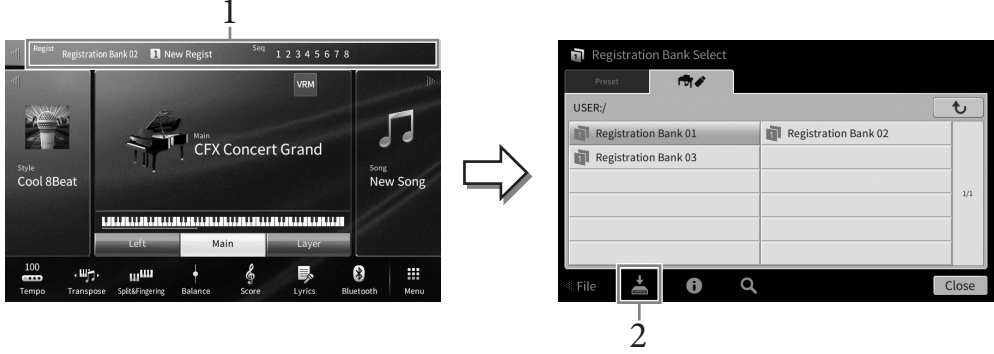 1
Regist Registration Bank 02 1 New Regist Seq 1 2 3 4 5 6 7 8
VRM
Main
CFX Concert Grand
Style
Cool 8Beat
Song
New Song
Left Main Layer
100
Tempo Transpose Split&Fingering Balance Score Lyrics Bluetooth Menu
Registration Bank Select
Preset
USER:/
Registration Bank 01 Registration Bank 02
Registration Bank 03
1/1
File Close
2